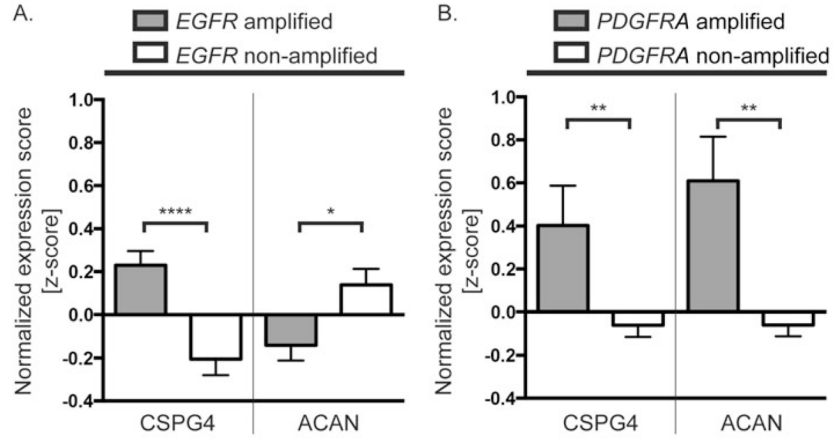 A.
EGFR amplified
EGFR non-amplified
Normalized expression score
[z-score]
1.0
0.8
0.6
0.4
0.2
0.0
-0.2
-0.4
****
*
CSPG4
ACAN
B.
PDGFRA amplified
PDGFRA non-amplified
Normalized expression score
[z-score]
1.0
0.8
0.6
0.4
0.2
0.0
-0.2
-0.4
**
**
CSPG4
ACAN